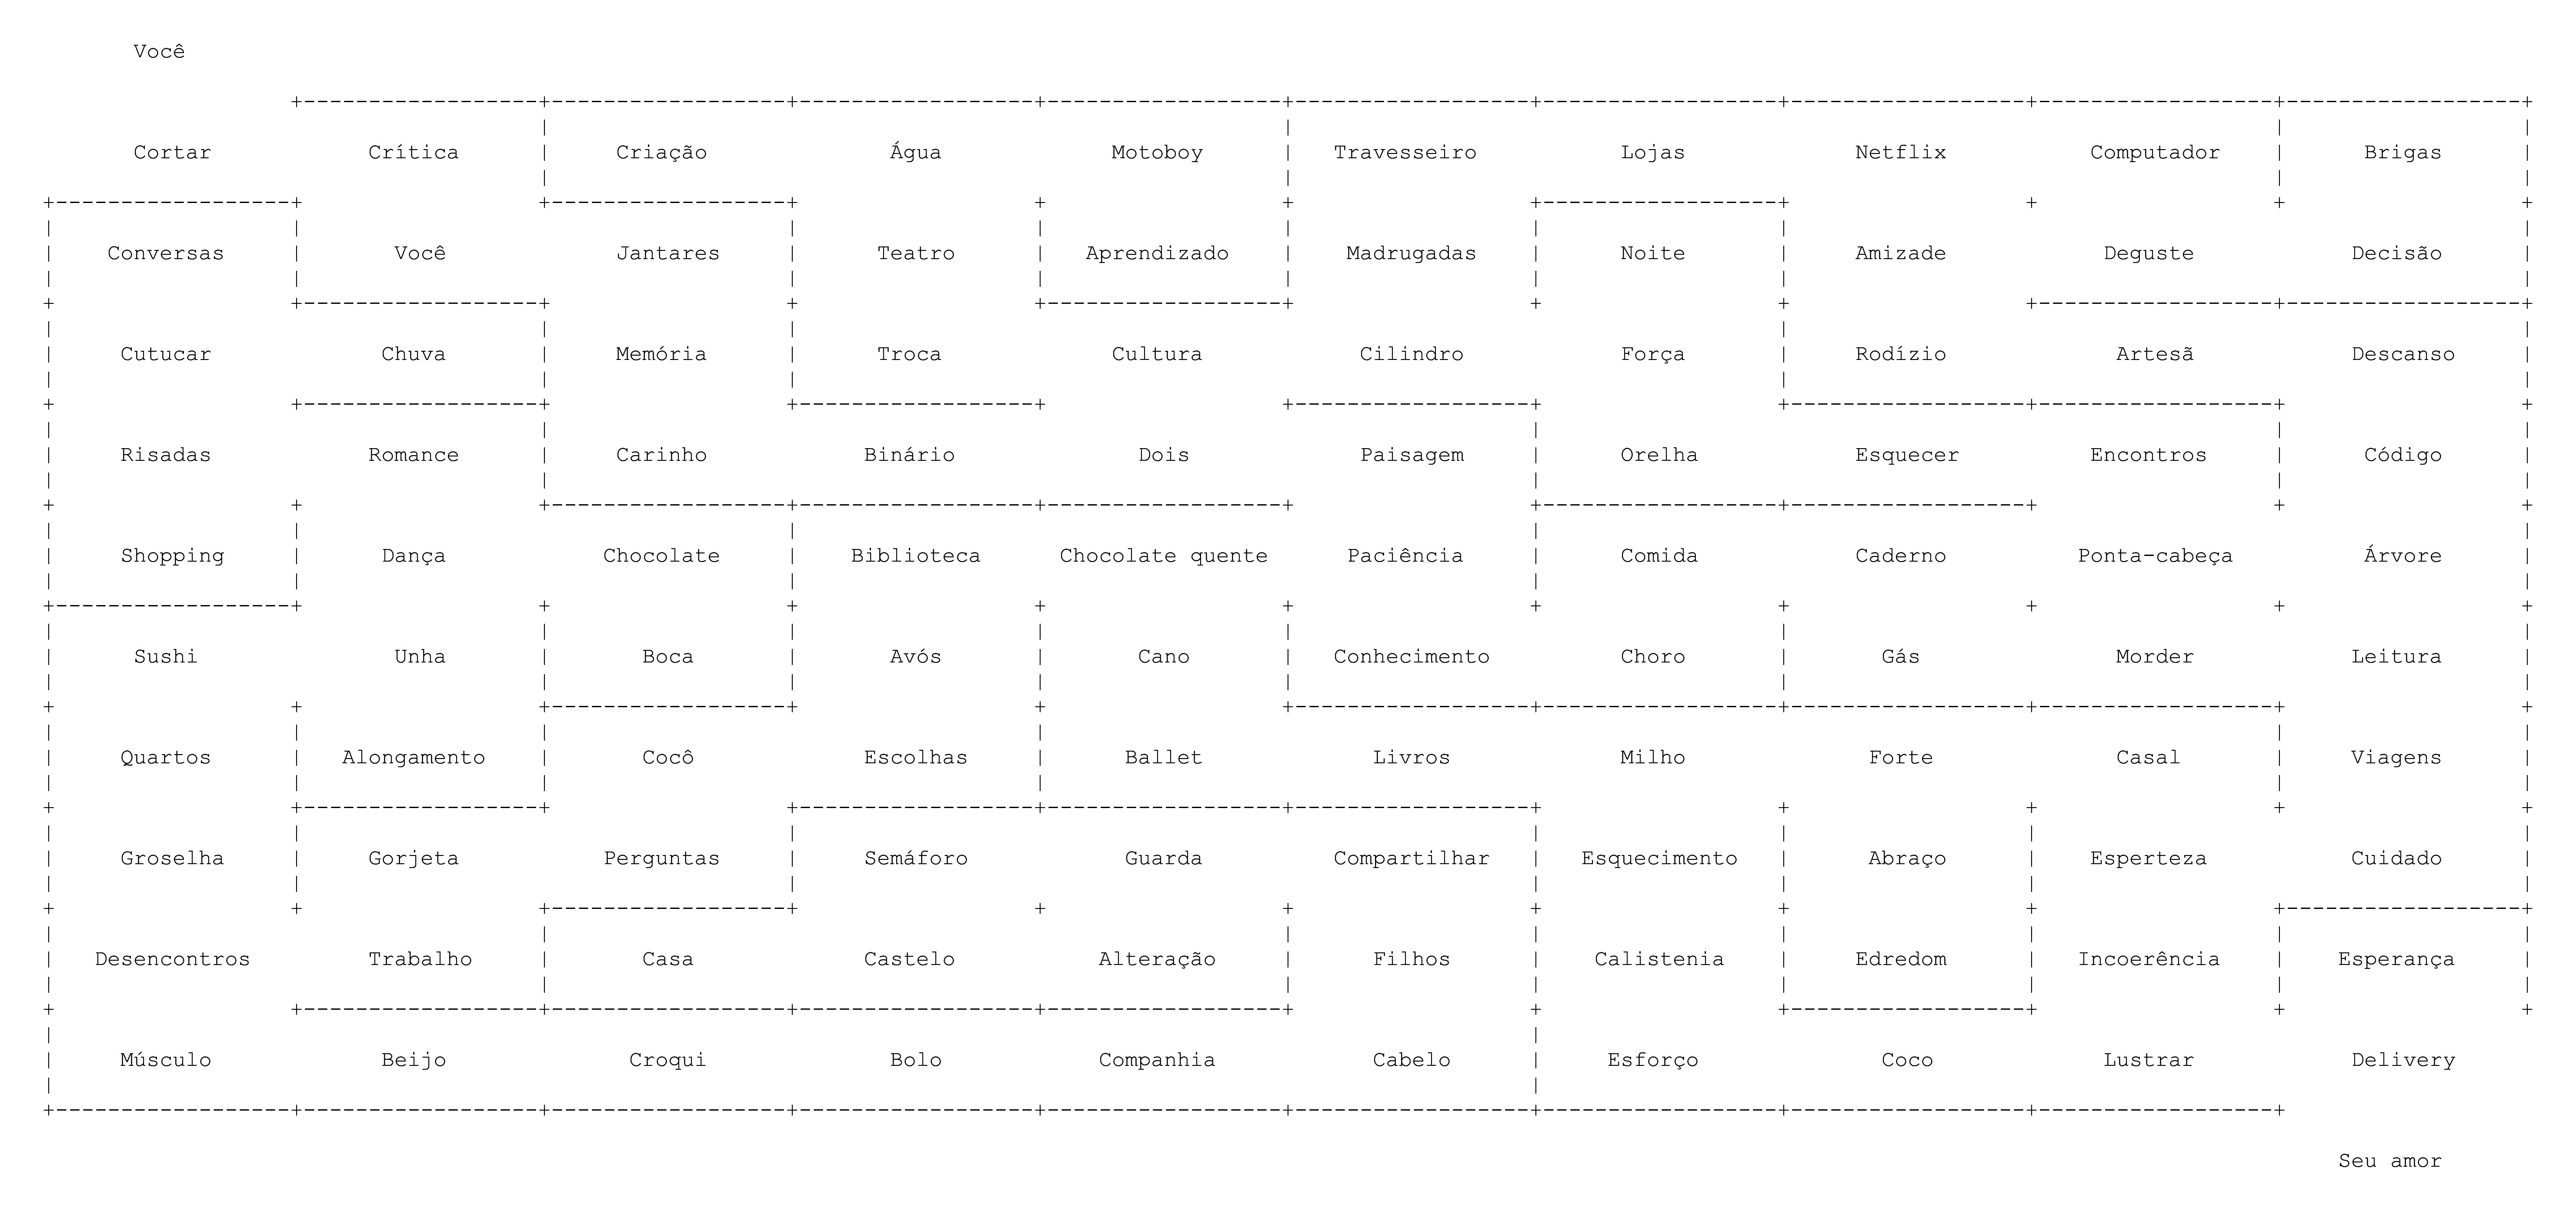 Você
Cortar Crítica Criação Água Motoboy Travesseiro Lojas Netflix Computador Brigas
Conversas Você Jantares Teatro Aprendizado Madrugadas Noite Amizade Deguste Decisão
Cutucar Chuva Memória Troca Cultura Cilindro Força Rodízio Artesã Descanso
Risadas Romance Carinho Binário Dois Paisagem Orelha Esquecer Encontros Código
Shopping Dança Chocolate Biblioteca Chocolate quente Paciência Comida Caderno Ponta-cabeça Árvore
Sushi Unha Boca Avós Cano Conhecimento Choro Gás Morder Leitura
Quartos Alongamento Cocô Escolhas Ballet Livros Milho Forte Casal Viagens
Groselha Gorjeta Perguntas Semáforo Guarda Compartilhar Esquecimento Abraço Esperteza Cuidado
Desencontros Trabalho Casa Castelo Alteração Filhos Calistenia Edredom Incoerência Esperança
Músculo Beijo Croqui Bolo Companhia Cabelo Esforço Coco Lustrar Delivery
Seu amor